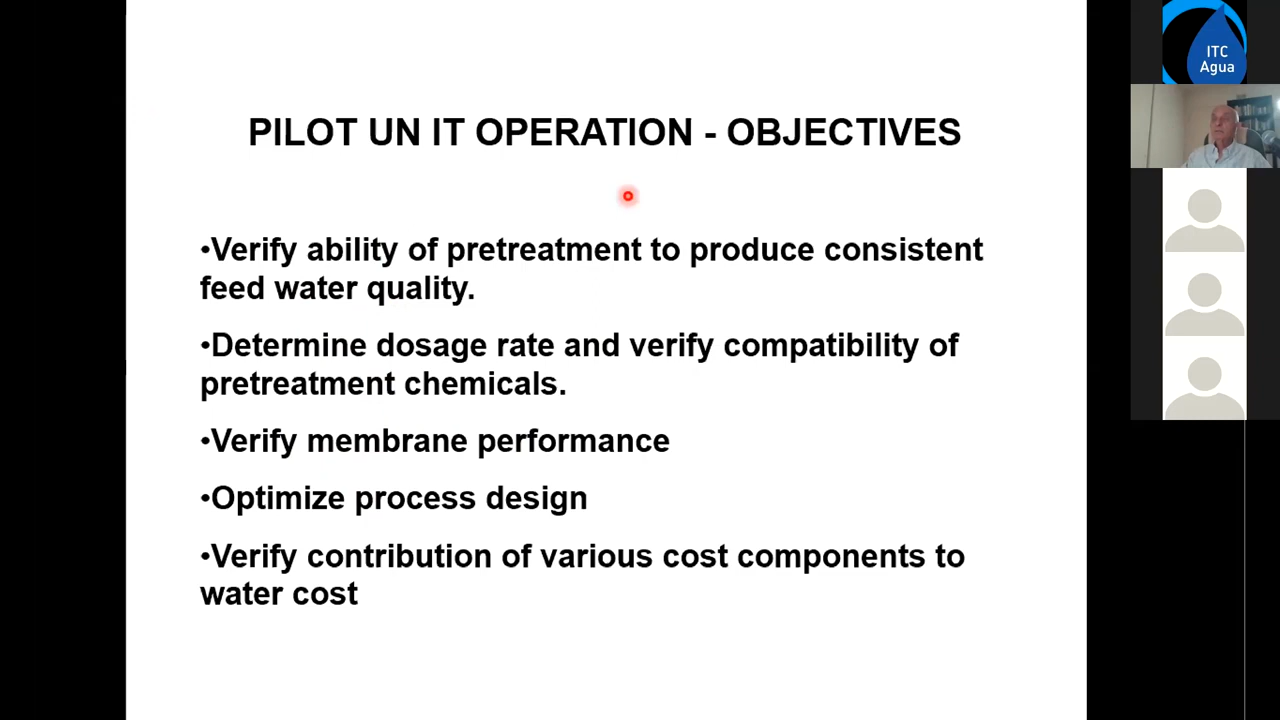 PILOT UN IT OPERATION - OBJECTIVES
•Verify ability of pretreatment to produce consistent
feed water quality.
•Determine dosage rate and verify compatibility of
pretreatment chemicals.
•Verify membrane performance
•Optimize process design
•Verify contribution of various cost components to
water cost
ITC
Agua